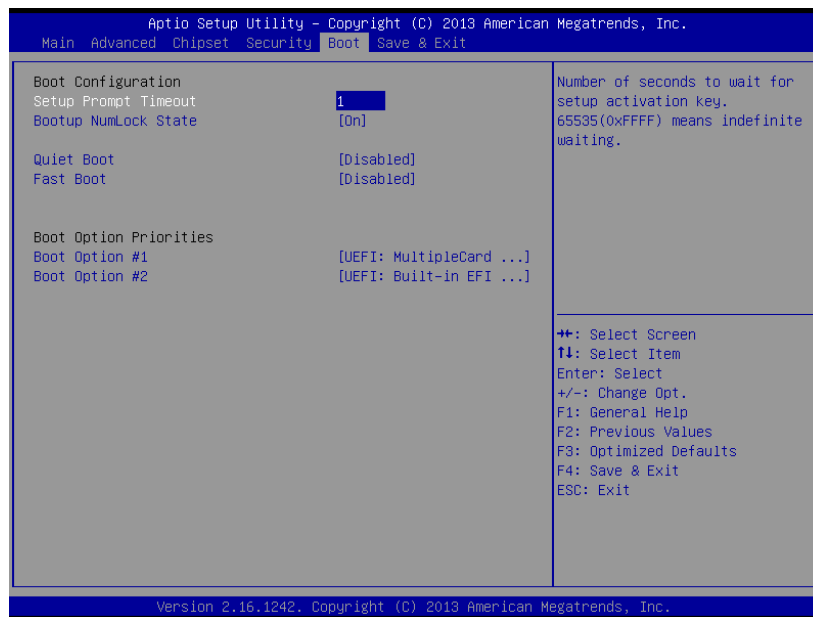 Aptio Setup Utility – Copyright (C) 2013 American Megatrends, Inc.
Main Advanced Chipset Security Boot Save & Exit
Boot Configuration
Setup Prompt Timeout 1
Bootup NumLock State [On]
Quiet Boot [Disabled]
Fast Boot [Disabled]
Boot Option Priorities
Boot Option #1 [UEFI: MultipleCard ...]
Boot Option #2 [UEFI: Built-in EFI ...]
Number of seconds to wait for
setup activation key.
65535(0xFFFF) means indefinite
waiting.
→←: Select Screen
↑↓: Select Item
Enter: Select
+/-: Change Opt.
F1: General Help
F2: Previous Values
F3: Optimized Defaults
F4: Save & Exit
ESC: Exit
Version 2.16.1242. Copyright (C) 2013 American Megatrends, Inc.